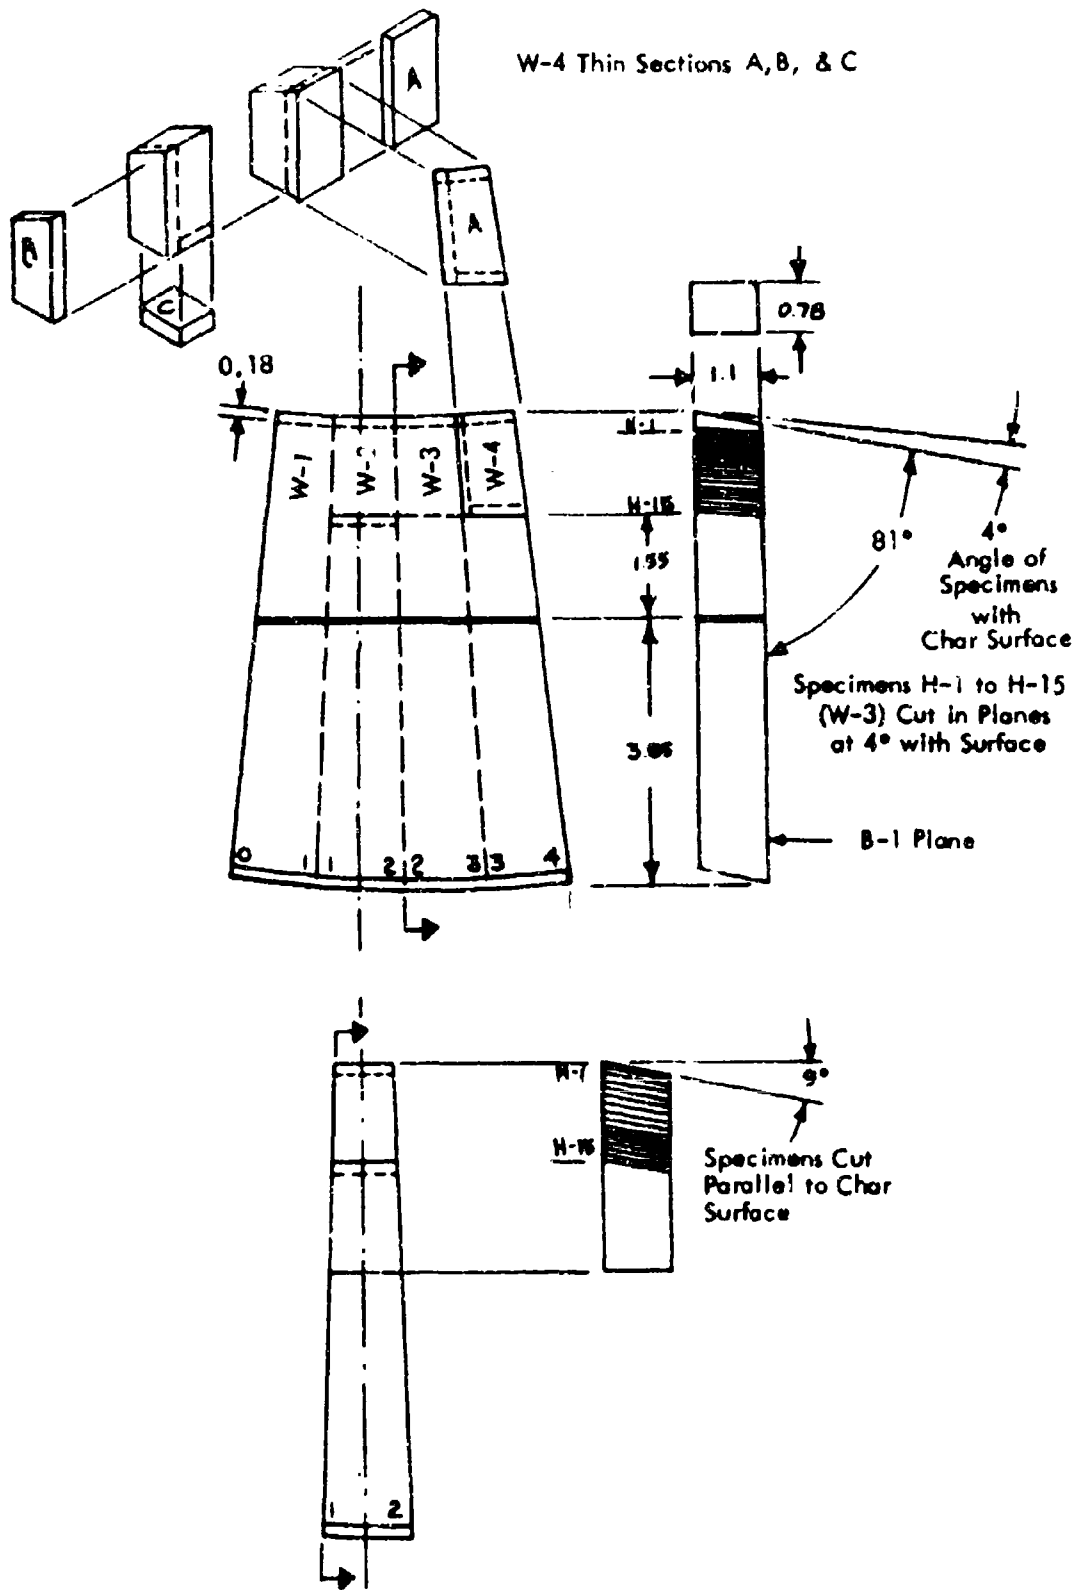 W-4 Thin Sections A, B, & C
A
A
B
C
0.78
1.1
0.18
W-1
W-2
W-3
W-4
H-1
H-15
1.55
81°
4°
Angle of
Specimens
with
Char Surface
Specimens H-1 to H-15
(W-3) Cut in Planes
at 4° with Surface
B-1 Plane
0
1
1
2
2
3
3
4
H-1
H-15
9°
Specimens Cut
Parallel to Char
Surface
1
2